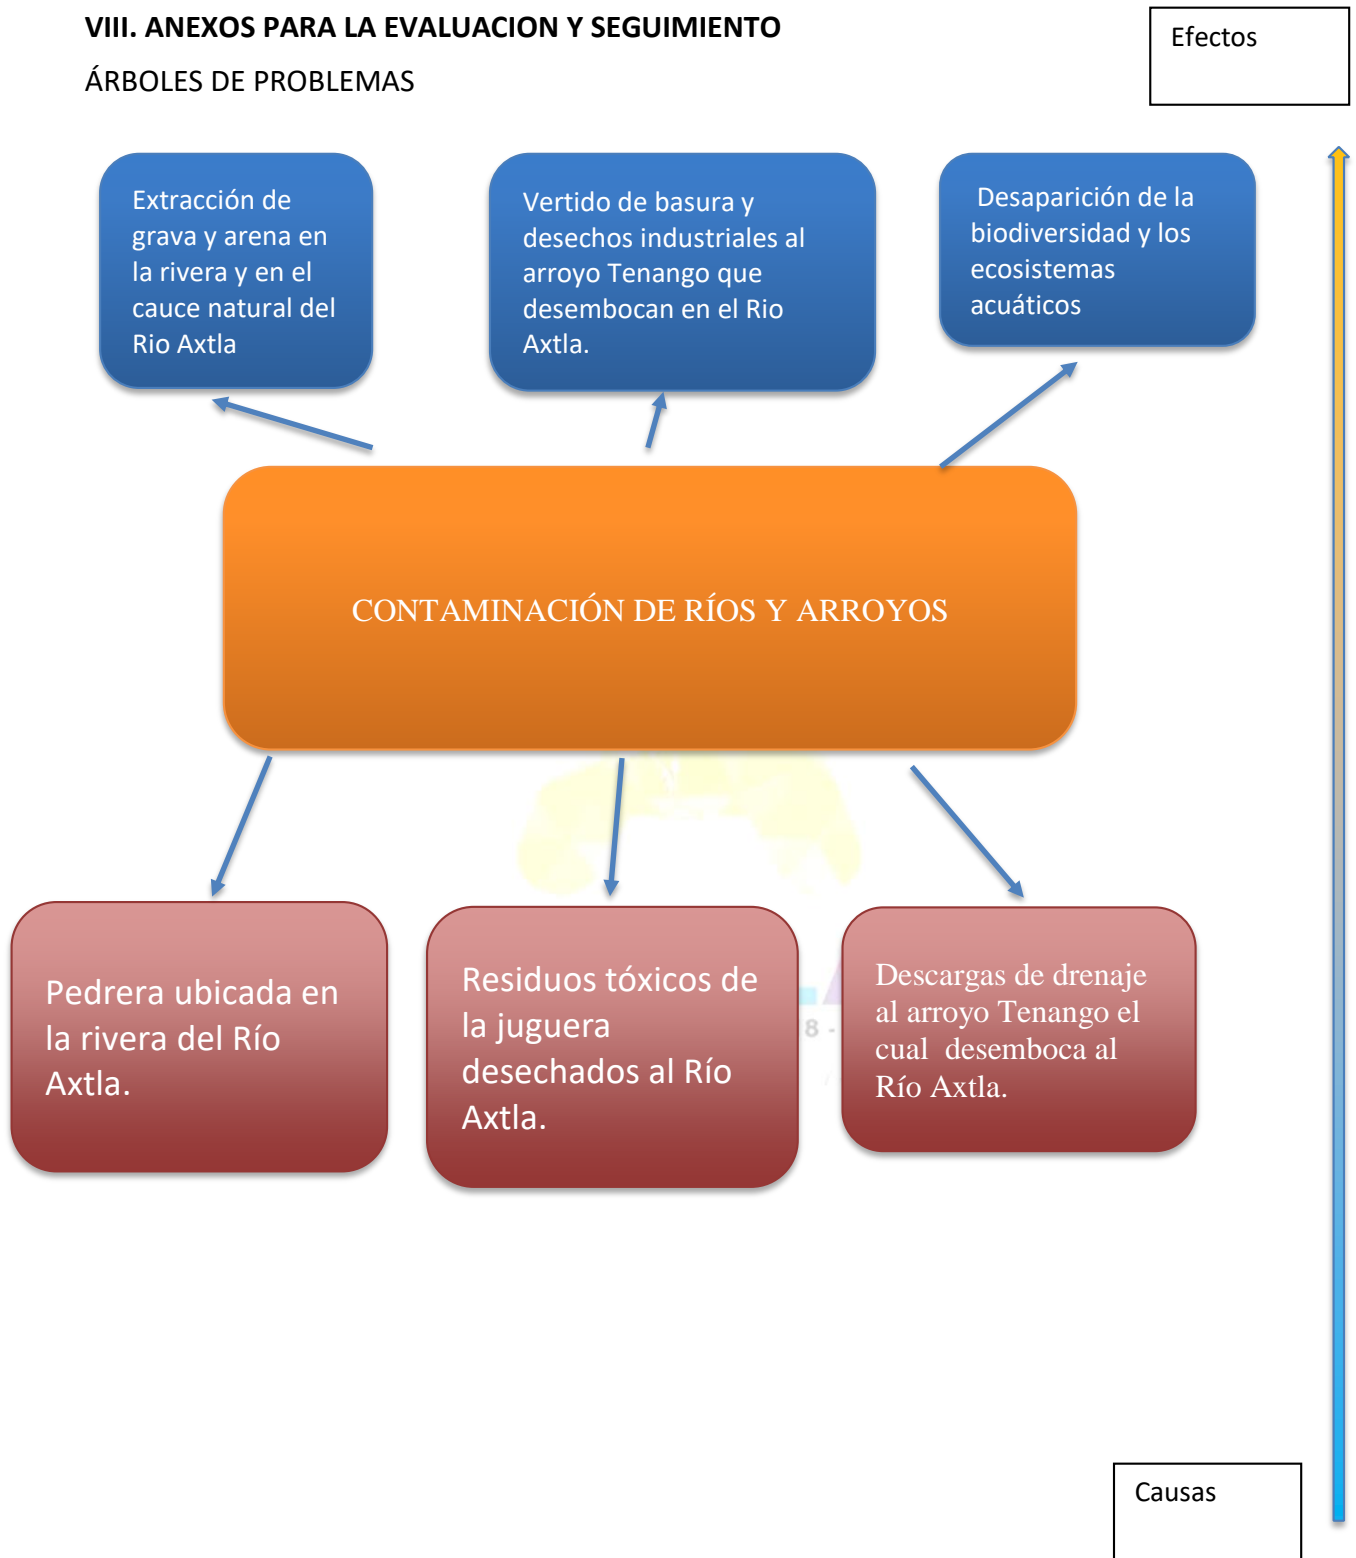 VIII. ANEXOS PARA LA EVALUACION Y SEGUIMIENTO
Efectos
ÁRBOLES DE PROBLEMAS
Extracción de
grava y arena en
la rivera y en el
cauce natural del
Rio Axtla
Vertido de basura y
desechos industriales al
arroyo Tenango que
desembocan en el Rio
Axtla.
Desaparición de la
biodiversidad y los
ecosistemas
acuáticos
CONTAMINACIÓN DE RÍOS Y ARROYOS
Pedrera ubicada en
la rivera del Río
Axtla.
Residuos tóxicos de
la juguera
desechados al Río
Axtla.
8 -
Descargas de drenaje
al arroyo Tenango el
cual desemboca al
Río Axtla.
Causas